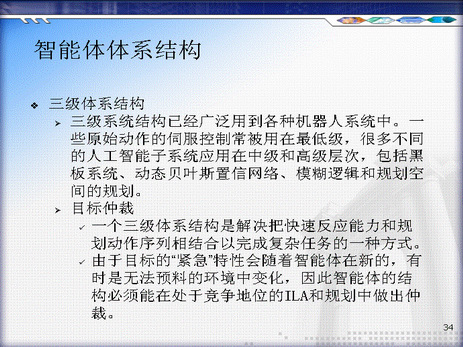 智能体体系结构
三级体系结构
三级系统结构已经广泛用到各种机器人系统中。一
些原始动作的伺服控制常被用在最低级，很多不同
的人工智能子系统应用在中级和高级层次，包括黑
板系统、动态贝叶斯置信网络、模糊逻辑和规划空
间的规划。
目标仲裁
一个三级体系结构是解决把快速反应能力和规
划动作序列相结合以完成复杂任务的一种方式。
由于目标的“紧急”特性会随着智能体在新的，有
时是无法预料的环境中变化，因此智能体的结
构必须能在处于竞争地位的ILA和规划中做出仲
裁。
34